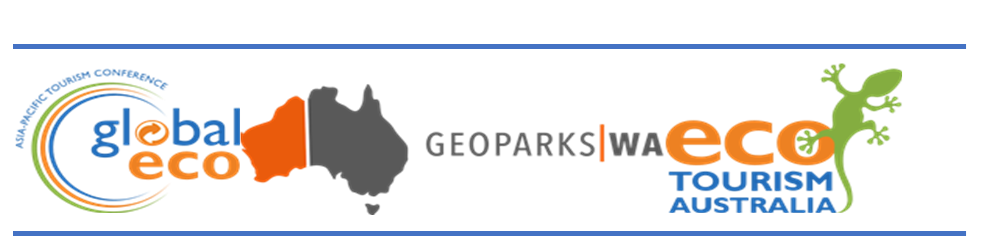 ASIA-PACIFIC TOURISM CONFERENCE
global
eco
GEOPARKS|WA
eco
TOURISM
AUSTRALIA